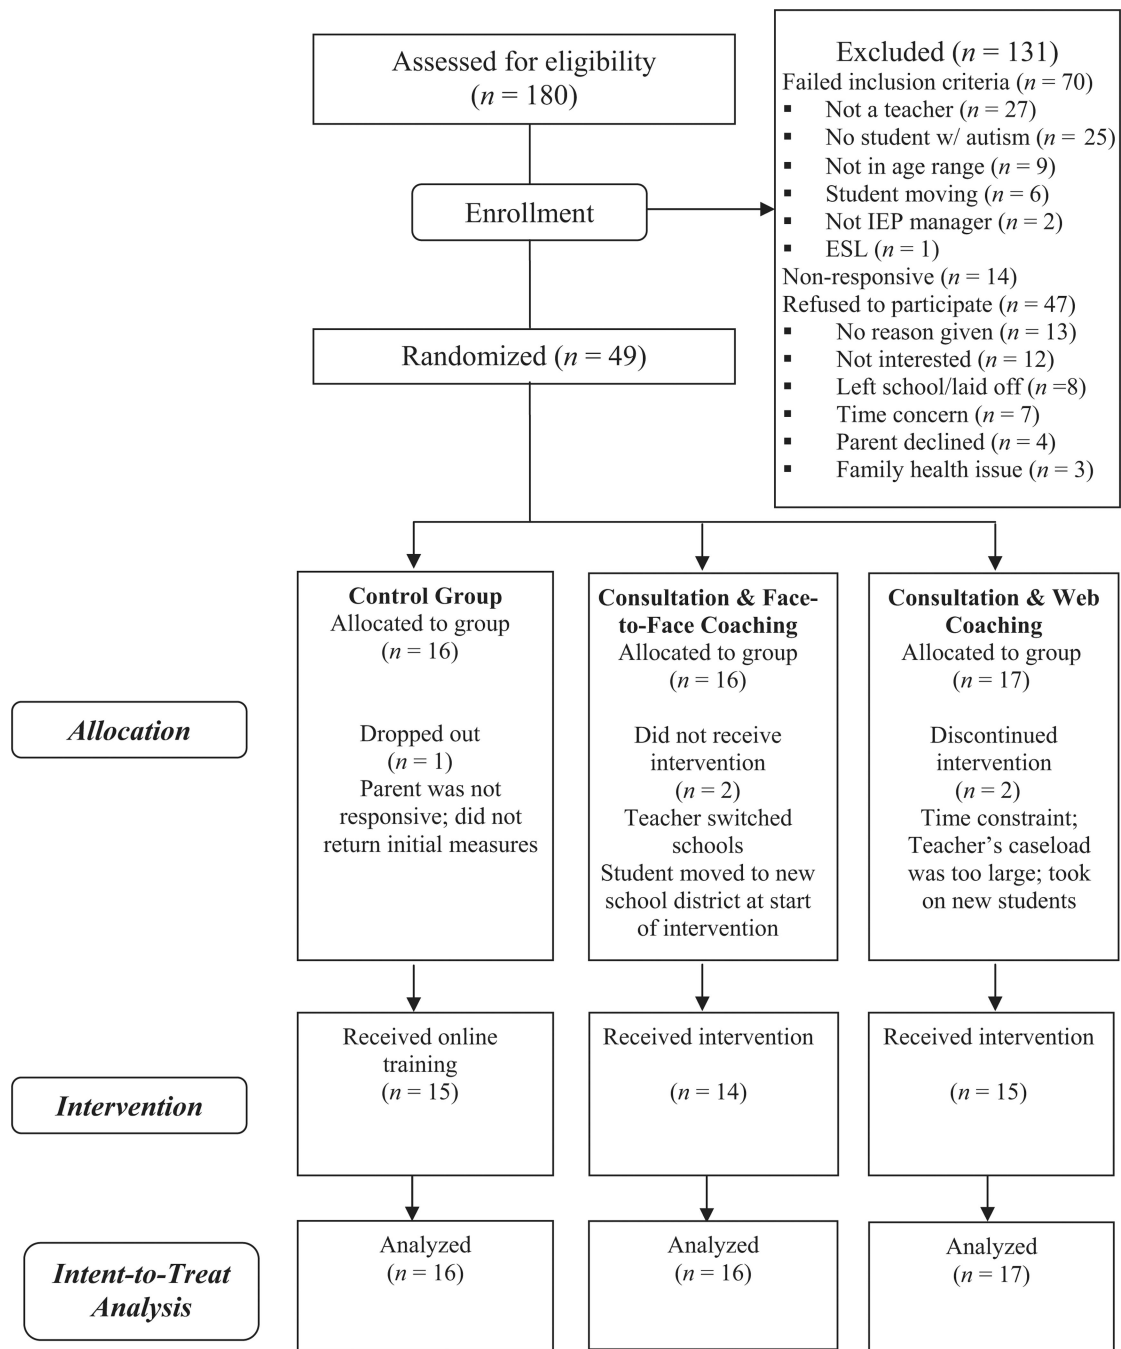 Assessed for eligibility
(n = 180)
Excluded (n = 131)
Failed inclusion criteria (n = 70)
▪ Not a teacher (n = 27)
▪ No student w/ autism (n = 25)
▪ Not in age range (n = 9)
▪ Student moving (n = 6)
▪ Not IEP manager (n = 2)
▪ ESL (n = 1)
Non-responsive (n = 14)
Refused to participate (n = 47)
▪ No reason given (n = 13)
▪ Not interested (n = 12)
▪ Left school/laid off (n =8)
▪ Time concern (n = 7)
▪ Parent declined (n = 4)
▪ Family health issue (n = 3)
Enrollment
Randomized (n = 49)
Allocation
Control Group
Allocated to group
(n = 16)
Dropped out
(n = 1)
Parent was not
responsive; did not
return initial measures
Consultation & Face-
to-Face Coaching
Allocated to group
(n = 16)
Did not receive
intervention
(n = 2)
Teacher switched
schools
Student moved to new
school district at start
of intervention
Consultation & Web
Coaching
Allocated to group
(n = 17)
Discontinued
intervention
(n = 2)
Time constraint;
Teacher’s caseload
was too large; took
on new students
Intervention
Received online
training
(n = 15)
Received intervention
(n = 14)
Received intervention
(n = 15)
Intent-to-Treat
Analysis
Analyzed
(n = 16)
Analyzed
(n = 16)
Analyzed
(n = 17)